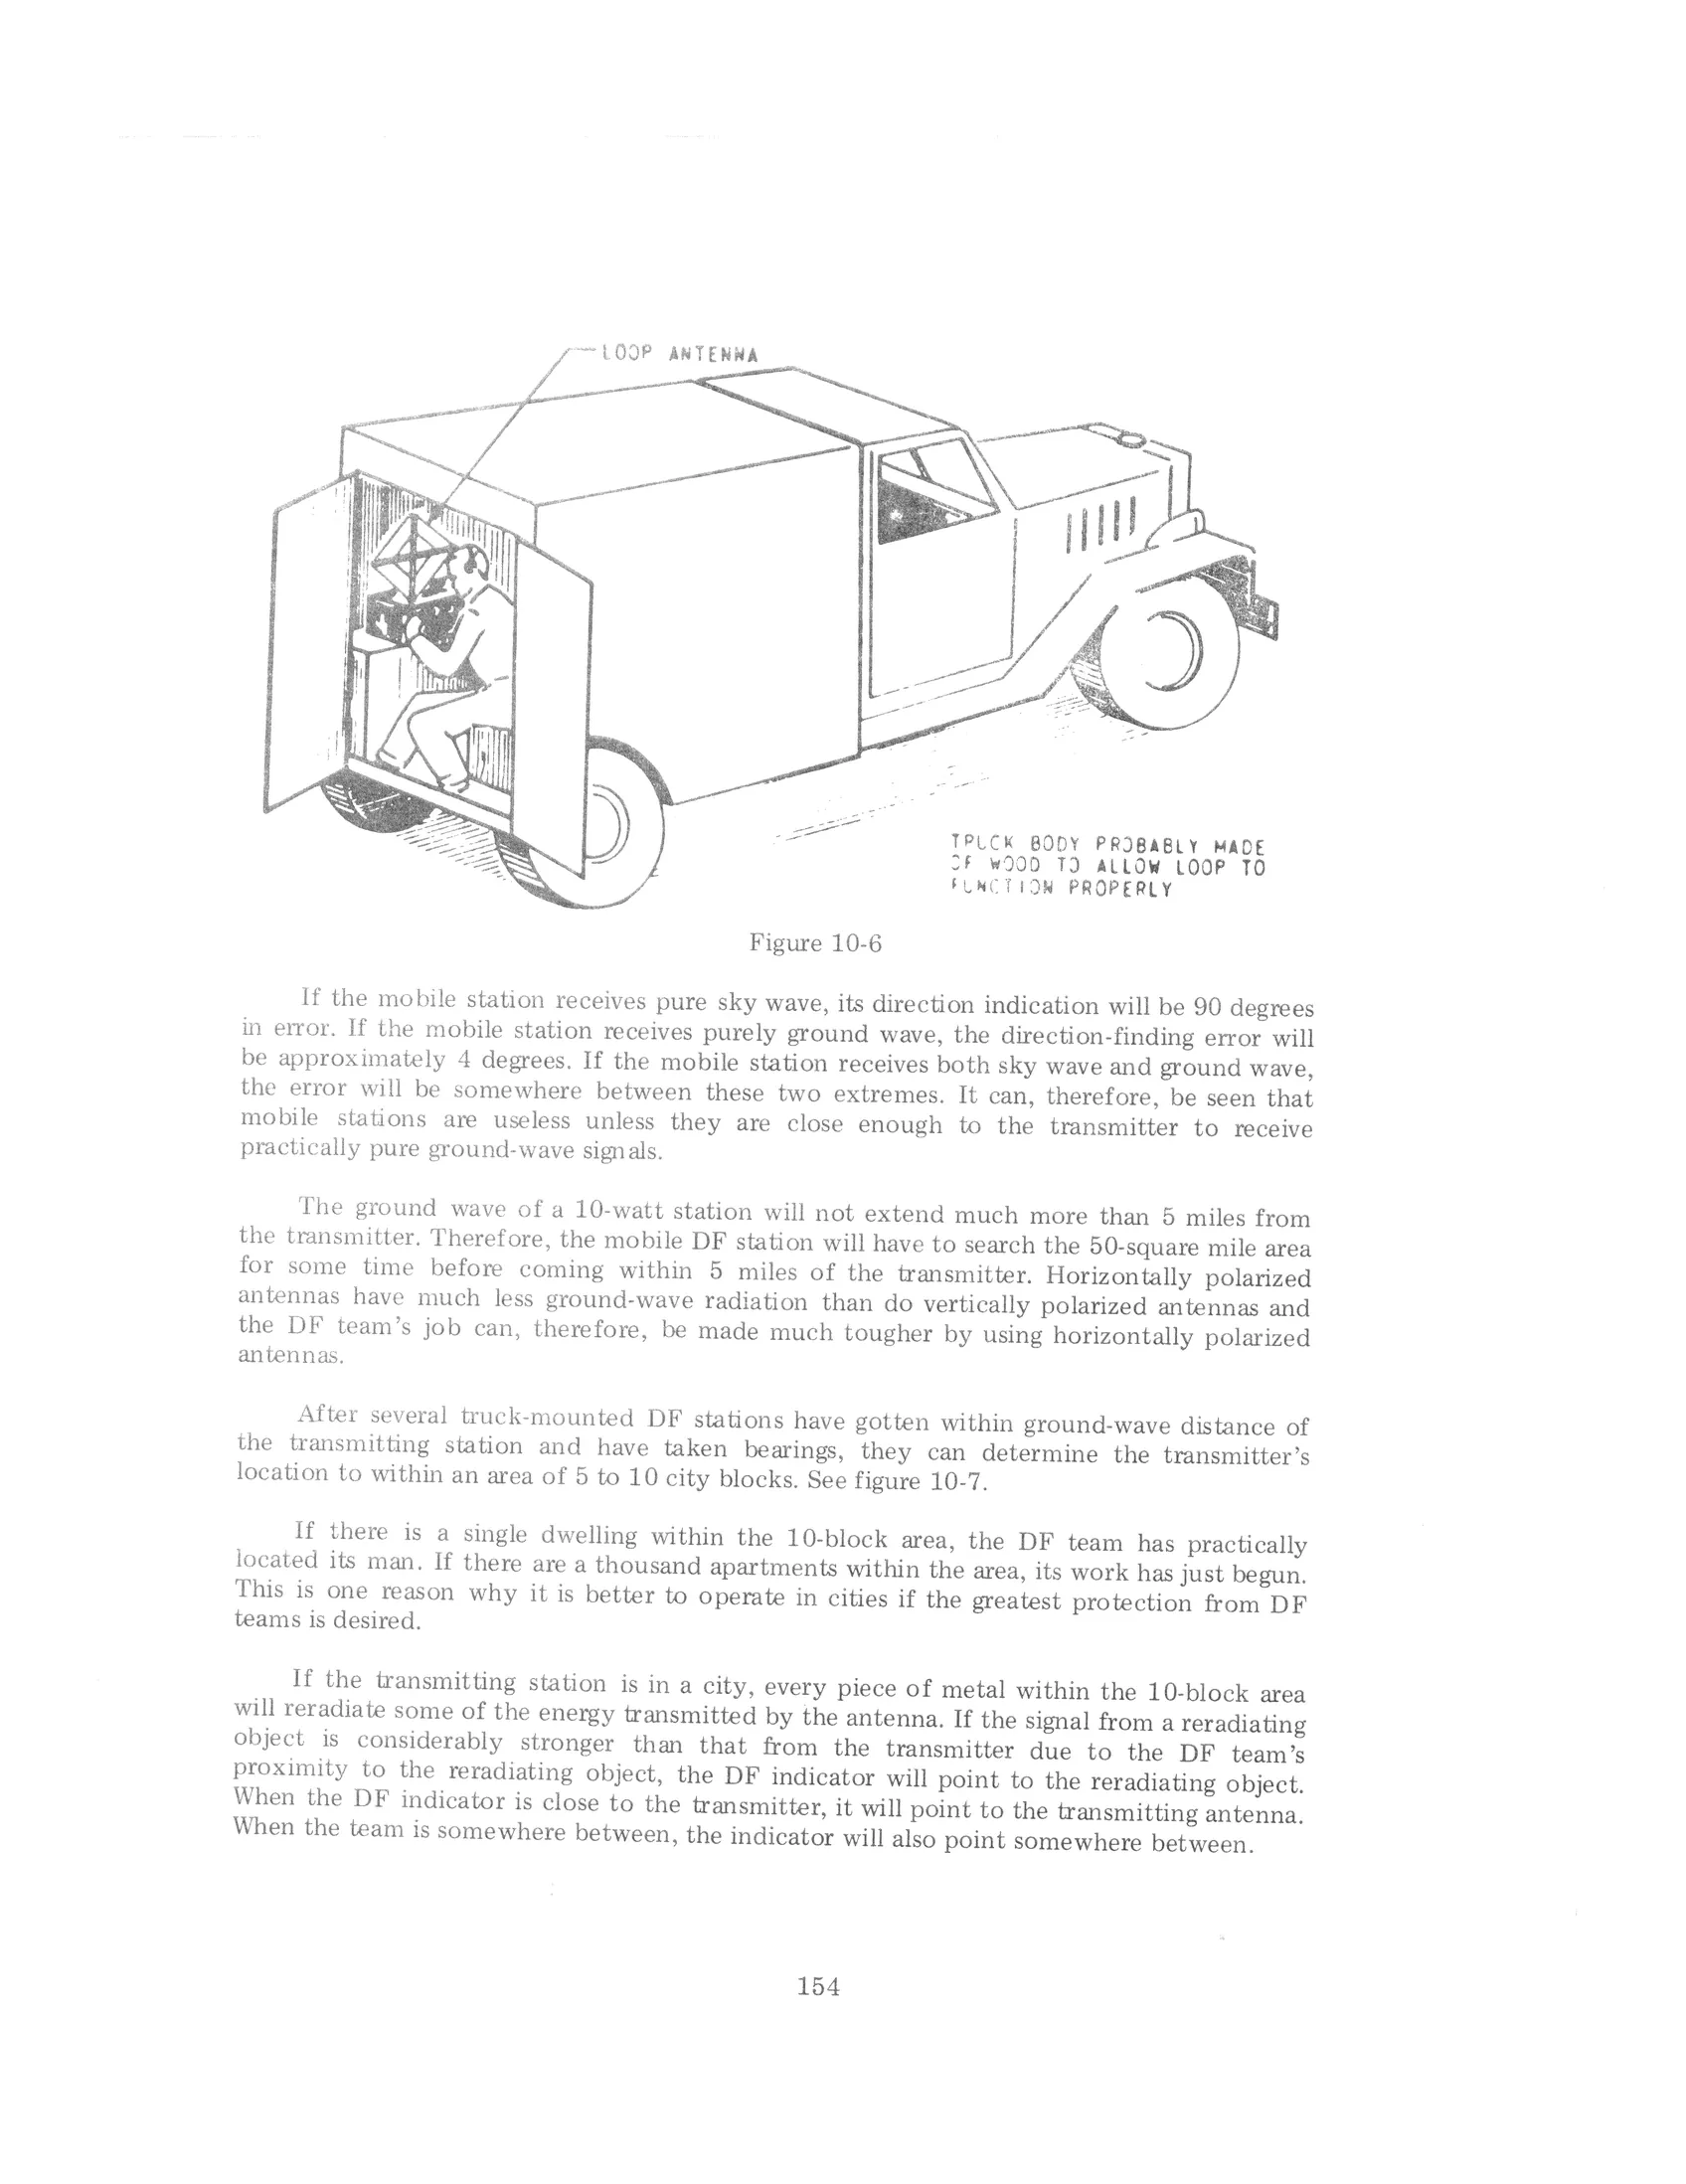 LOOP ANTENNA
TRUCK BODY PROBABLY MADE
OF WOOD TO ALLOW LOOP TO
FUNCTION PROPERLY
Figure 10-6
If the mobile station receives pure sky wave, its direction indication will be 90 degrees
in error. If the mobile station receives purely ground wave, the direction-finding error will
be approximately 4 degrees. If the mobile station receives both sky wave and ground wave,
the error will be somewhere between these two extremes. It can, therefore, be seen that
mobile stations are useless unless they are close enough to the transmitter to receive
practically pure ground-wave signals.
The ground wave of a 10-watt station will not extend much more than 5 miles from
the transmitter. Therefore, the mobile DF station will have to search the 50-square mile area
for some time before coming within 5 miles of the transmitter. Horizontally polarized
antennas have much less ground-wave radiation than do vertically polarized antennas and
the DF team's job can, therefore, be made much tougher by using horizontally polarized
antennas.
After several truck-mounted DF stations have gotten within ground-wave distance of
the transmitting station and have taken bearings, they can determine the transmitter's
location to within an area of 5 to 10 city blocks. See figure 10-7.
If there is a single dwelling within the 10-block area, the DF team has practically
located its man. If there are a thousand apartments within the area, its work has just begun.
This is one reason why it is better to operate in cities if the greatest protection from DF
teams is desired.
If the transmitting station is in a city, every piece of metal within the 10-block area
will reradiate some of the energy transmitted by the antenna. If the signal from a reradiating
object is considerably stronger than that from the transmitter due to the DF team's
proximity to the reradiating object, the DF indicator will point to the reradiating object.
When the DF indicator is close to the transmitter, it will point to the transmitting antenna.
When the team is somewhere between, the indicator will also point somewhere between.
154